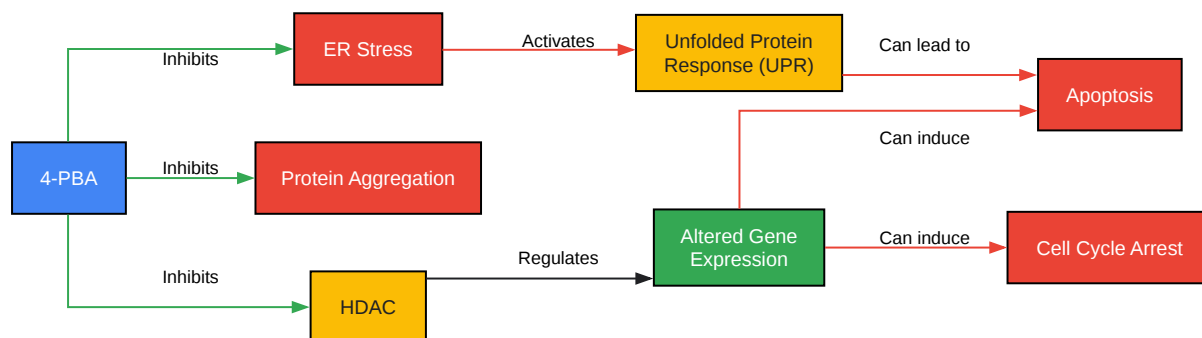 ER Stress
Inhibits
Activates
Unfolded Protein
Response (UPR)
Can lead to
Apoptosis
Can induce
4-PBA
Inhibits
Protein Aggregation
Altered Gene
Expression
Can induce
Cell Cycle Arrest
Inhibits
HDAC
Regulates